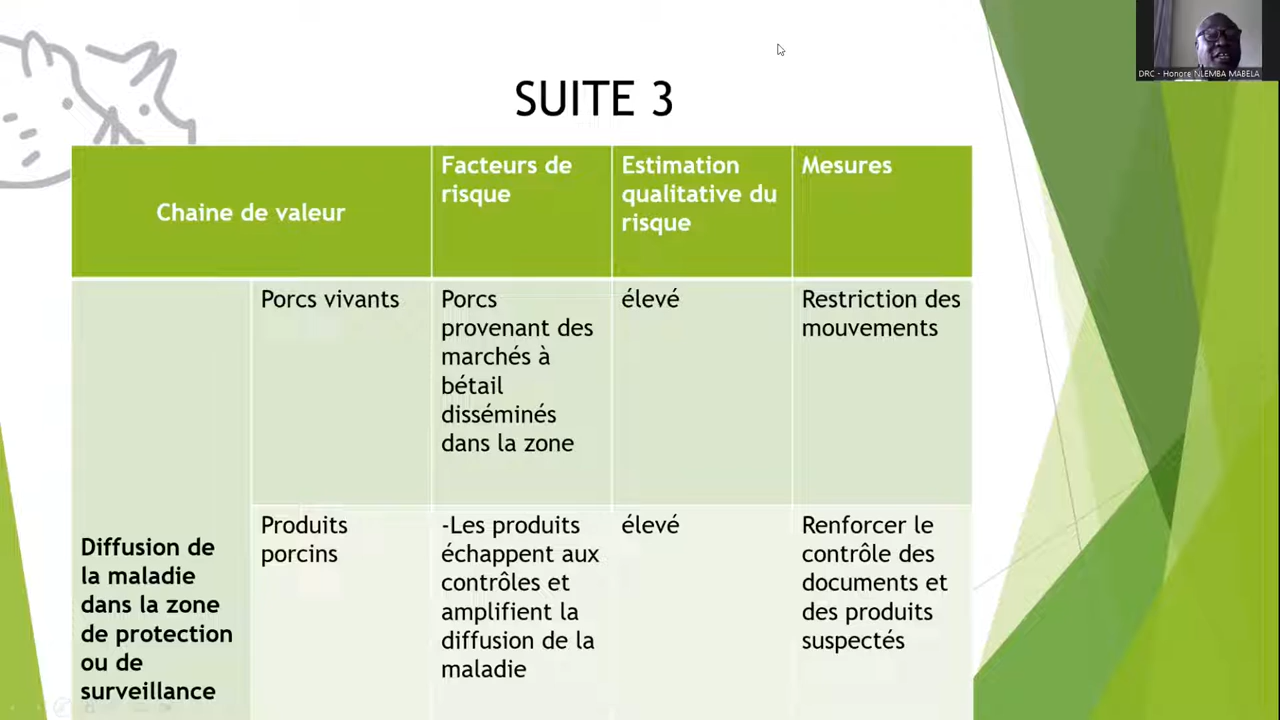 DRC - Honore NLEMBA MABELA
SUITE 3
Chaine de valeur
Facteurs de
risque
Estimation
qualitative du
risque
Mesures
Diffusion de
la maladie
dans la zone
de protection
ou de
surveillance
Porcs vivants
Porcs
provenant des
marchés à
bétail
disséminés
dans la zone
élevé
Restriction des
mouvements
Produits
porcins
-Les produits
échappent aux
contrôles et
amplifient la
diffusion de la
maladie
élevé
Renforcer le
contrôle des
documents et
des produits
suspectés